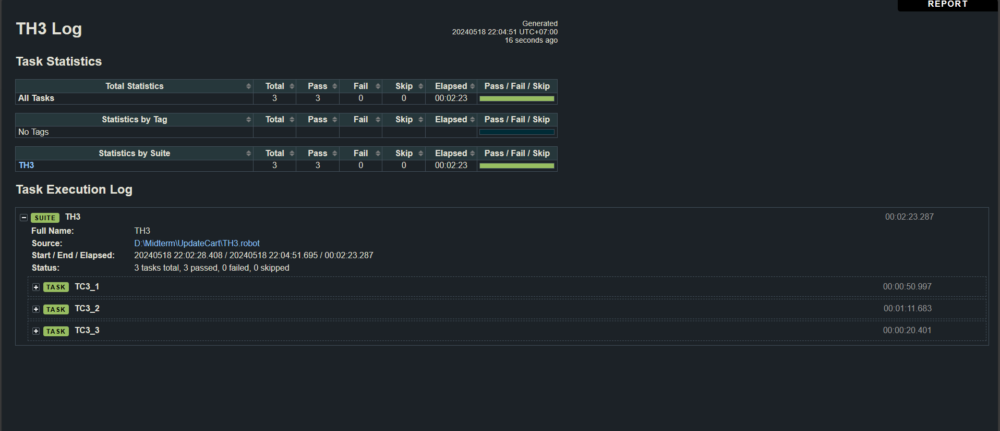 REPORT
TH3 Log
Generated
20240518 22:04:51 UTC+07:00
16 seconds ago
Task Statistics
Total Statistics Total Pass Fail Skip Elapsed Pass / Fail / Skip
All Tasks 3 3 0 0 00:02:23
Statistics by Tag Total Pass Fail Skip Elapsed Pass / Fail / Skip
No Tags
Statistics by Suite Total Pass Fail Skip Elapsed Pass / Fail / Skip
TH3 3 3 0 0 00:02:23
Task Execution Log
SUITE TH3 00:02:23.287
Full Name: TH3
Source: D:\Midterm\UpdateCart\TH3.robot
Start / End / Elapsed: 20240518 22:02:28.408 / 20240518 22:04:51.695 / 00:02:23.287
Status: 3 tasks total, 3 passed, 0 failed, 0 skipped
TASK TC3_1 00:00:50.997
TASK TC3_2 00:01:11.683
TASK TC3_3 00:00:20.401